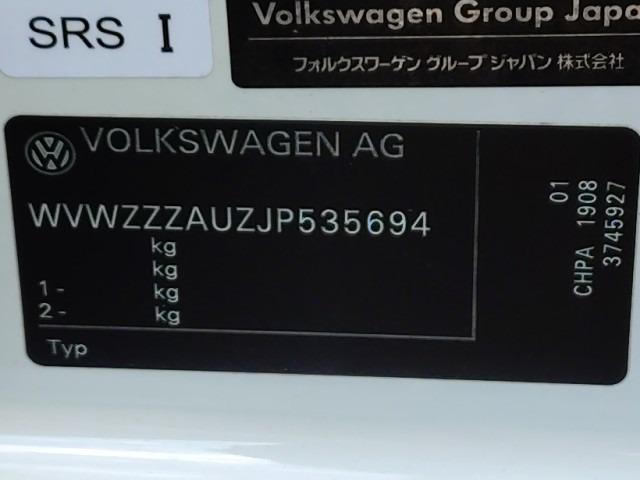 SRS I
Volkswagen Group Japa
フォルクスワーゲン グループ ジャパン 株式会社
VOLKSWAGEN AG
WVWZZZAUZJP535694
kg
kg
1 - kg
2 - kg
Typ
01
CHPA 1908
3745927